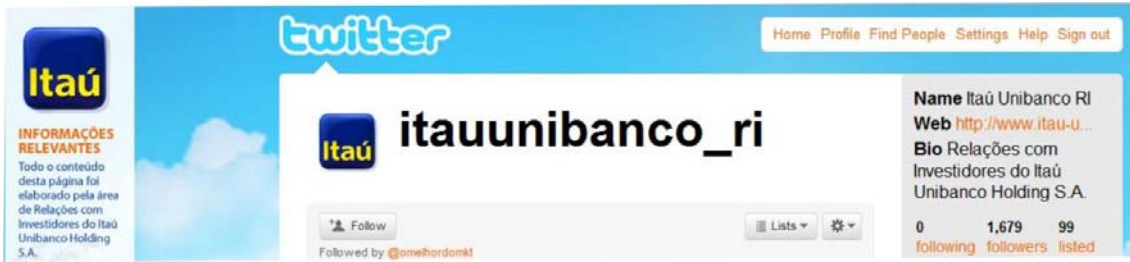 Itaú
INFORMAÇÕES
RELEVANTES
Todo o conteúdo
desta página foi
elaborado pela área
de Relações com
Investidores do Itaú
Unibanco Holding
S.A.
twitter
Home Profile Find People Settings Help Sign out
Itaú
itauunibanco_ri
Follow
Lists
Followed by @omelhordomkt
Name Itaú Unibanco RI
Web http://www.itau-u...
Bio Relações com
Investidores do Itaú
Unibanco Holding S.A.
0 1,679 99
following followers listed